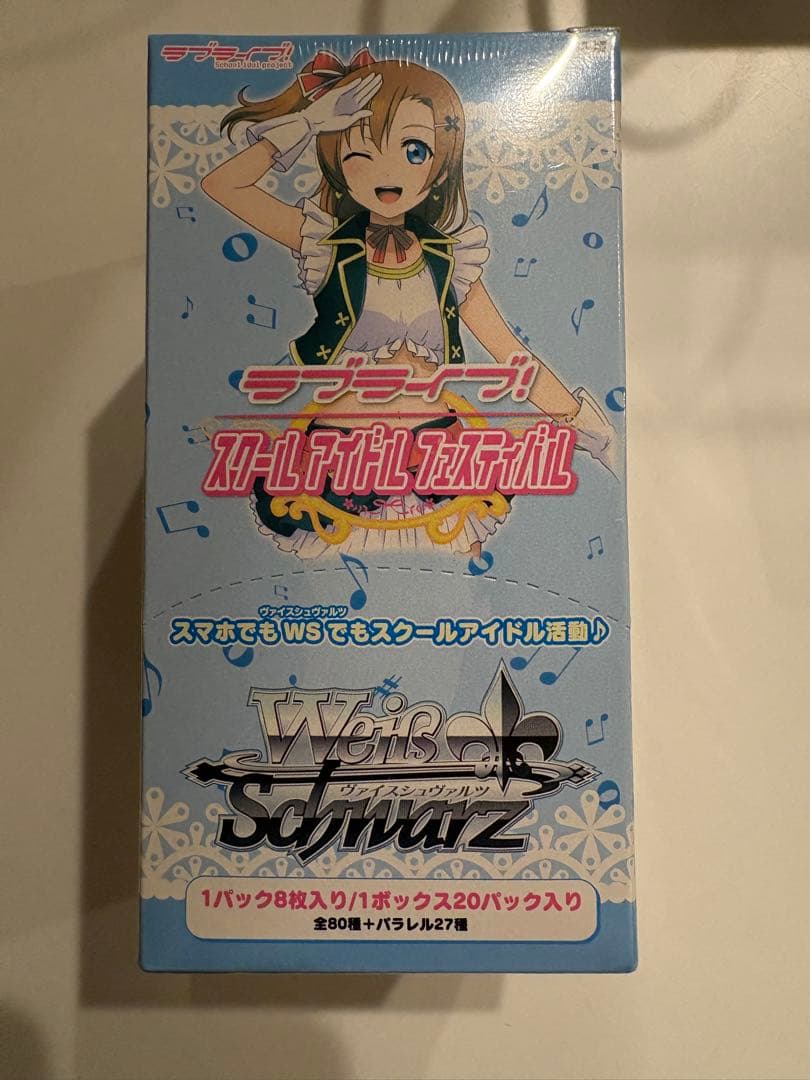 ラブライブ!
School idol project
ラブライブ!
スクールアイドルフェスティバル
ヴァイスシュヴァルツ
スマホでもWSでもスクールアイドル活動♪
Weiß
ヴァイスシュヴァルツ
Schwarz
1パック8枚入り/1ボックス20パック入り
全80種+パラレル27種